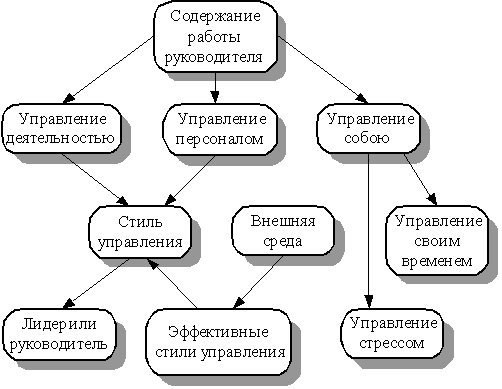 Содержание
работы
руководителя
Управление
деятельностью
Управление
персоналом
Управление
собою
Стиль
управления
Внешняя
среда
Управление
своим
временем
Лидерили
руководитель
Эффективные
стили управления
Управление
стрессом